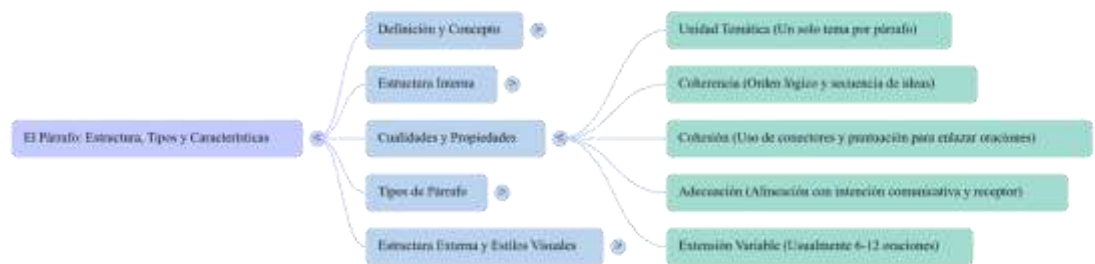 El Párrafo: Estructura, Tipos y Características
Definición y Concepto
Estructura Interna
Cualidades y Propiedades
Tipos de Párrafo
Estructura Externa y Estilos Visuales
Unidad Temática (Un solo tema por párrafo)
Coherencia (Orden lógico y secuencia de ideas)
Cohesión (Uso de conectores y puntuación para enlazar oraciones)
Adecuación (Alineación con intención comunicativa y receptor)
Extensión Variable (Usualmente 6-12 oraciones)